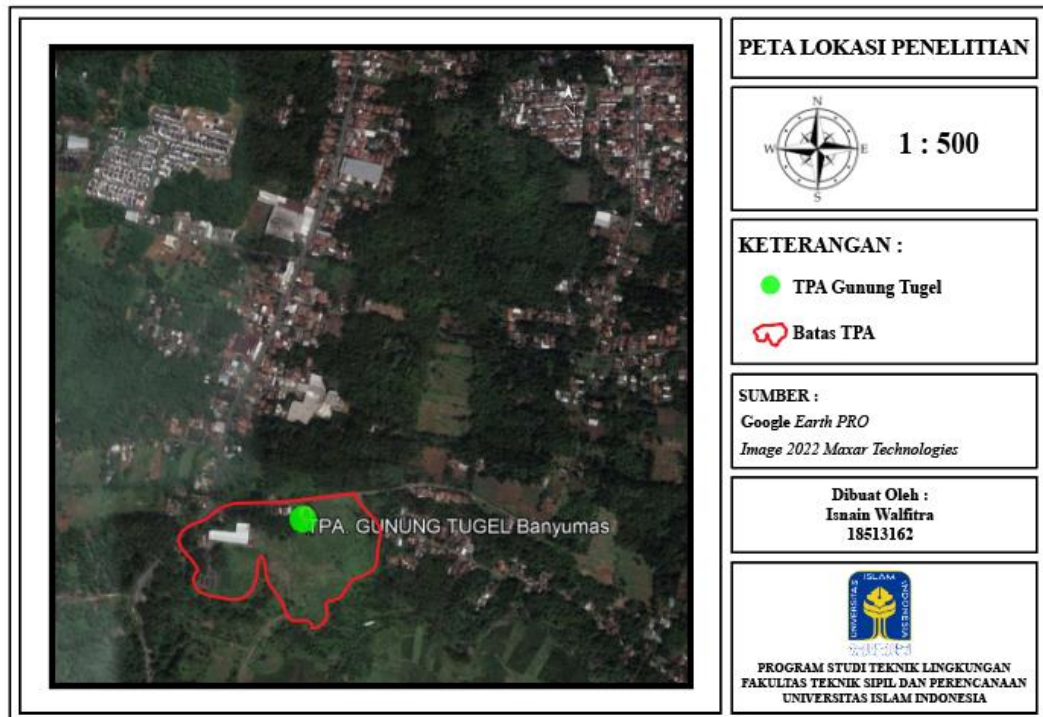 PETA LOKASI PENELITIAN
N
W
E
S
1 : 500
KETERANGAN :
TPA Gunung Tugel
Batas TPA
SUMBER :
Google Earth PRO
Image 2022 Maxar Technologies
Dibuat Oleh :
Isnain Walfitra
18513162
ISLAM
UNIVERSITAS
INDONESIA
PROGRAM STUDI TEKNIK LINGKUNGAN
FAKULTAS TEKNIK SIPIL DAN PERENCANAAN
UNIVERSITAS ISLAM INDONESIA
TPA. GUNUNG TUGEL Banyumas